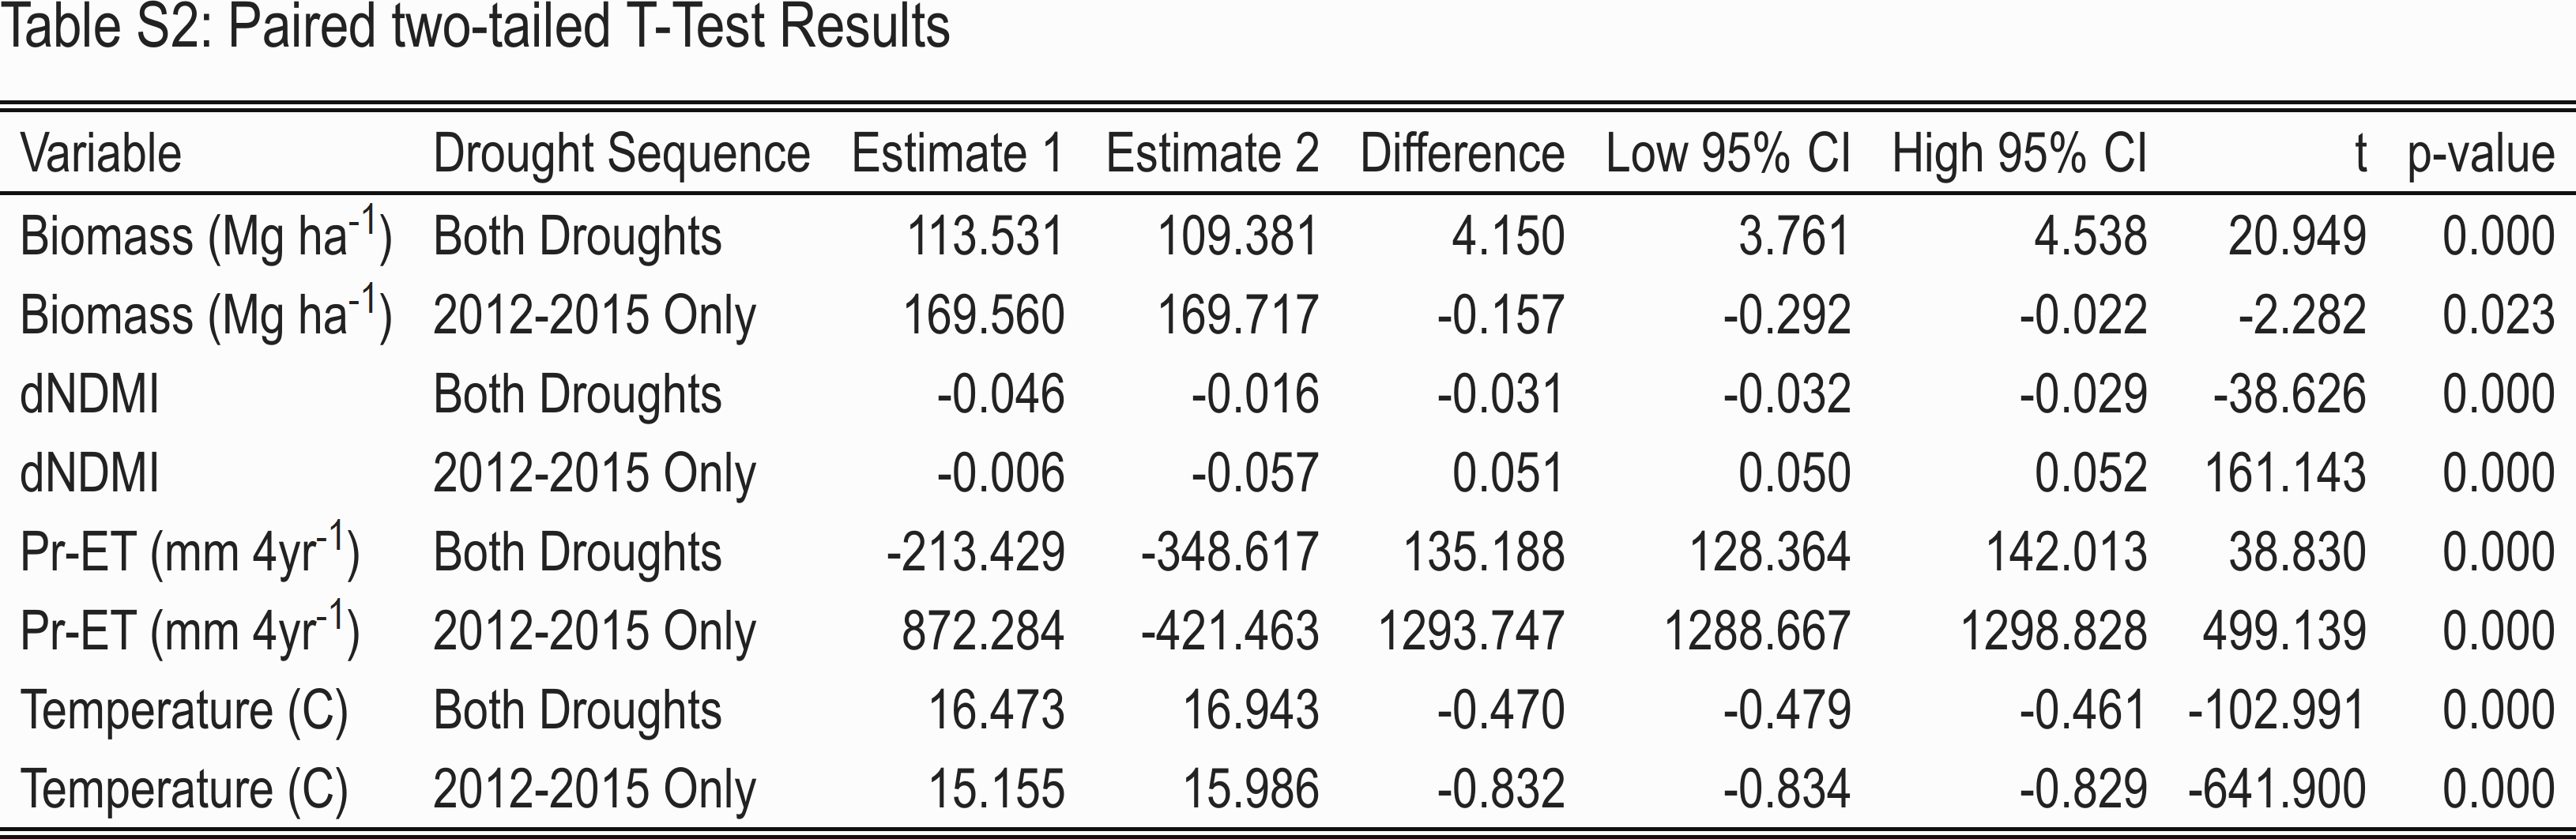 Table S2: Paired two-tailed T-Test Results
Variable Drought Sequence Estimate 1 Estimate 2 Difference Low 95% CI High 95% CI t p-value
Biomass (Mg ha⁻¹) Both Droughts 113.531 109.381 4.150 3.761 4.538 20.949 0.000
Biomass (Mg ha⁻¹) 2012-2015 Only 169.560 169.717 -0.157 -0.292 -0.022 -2.282 0.023
dNDMI Both Droughts -0.046 -0.016 -0.031 -0.032 -0.029 -38.626 0.000
dNDMI 2012-2015 Only -0.006 -0.057 0.051 0.050 0.052 161.143 0.000
Pr-ET (mm 4yr⁻¹) Both Droughts -213.429 -348.617 135.188 128.364 142.013 38.830 0.000
Pr-ET (mm 4yr⁻¹) 2012-2015 Only 872.284 -421.463 1293.747 1288.667 1298.828 499.139 0.000
Temperature (C) Both Droughts 16.473 16.943 -0.470 -0.479 -0.461 -102.991 0.000
Temperature (C) 2012-2015 Only 15.155 15.986 -0.832 -0.834 -0.829 -641.900 0.000